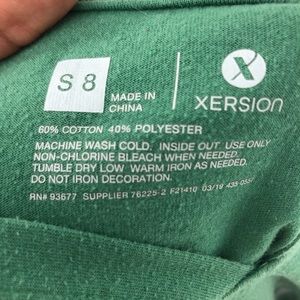 S 8
MADE IN
CHINA
X
XERSION
60% COTTON 40% POLYESTER
MACHINE WASH COLD. INSIDE OUT. USE ONLY
NON-CHLORINE BLEACH WHEN NEEDED.
TUMBLE DRY LOW. WARM IRON AS NEEDED.
DO NOT IRON DECORATION.
RN# 93677 SUPPLIER 76225-2 F21410 03/19